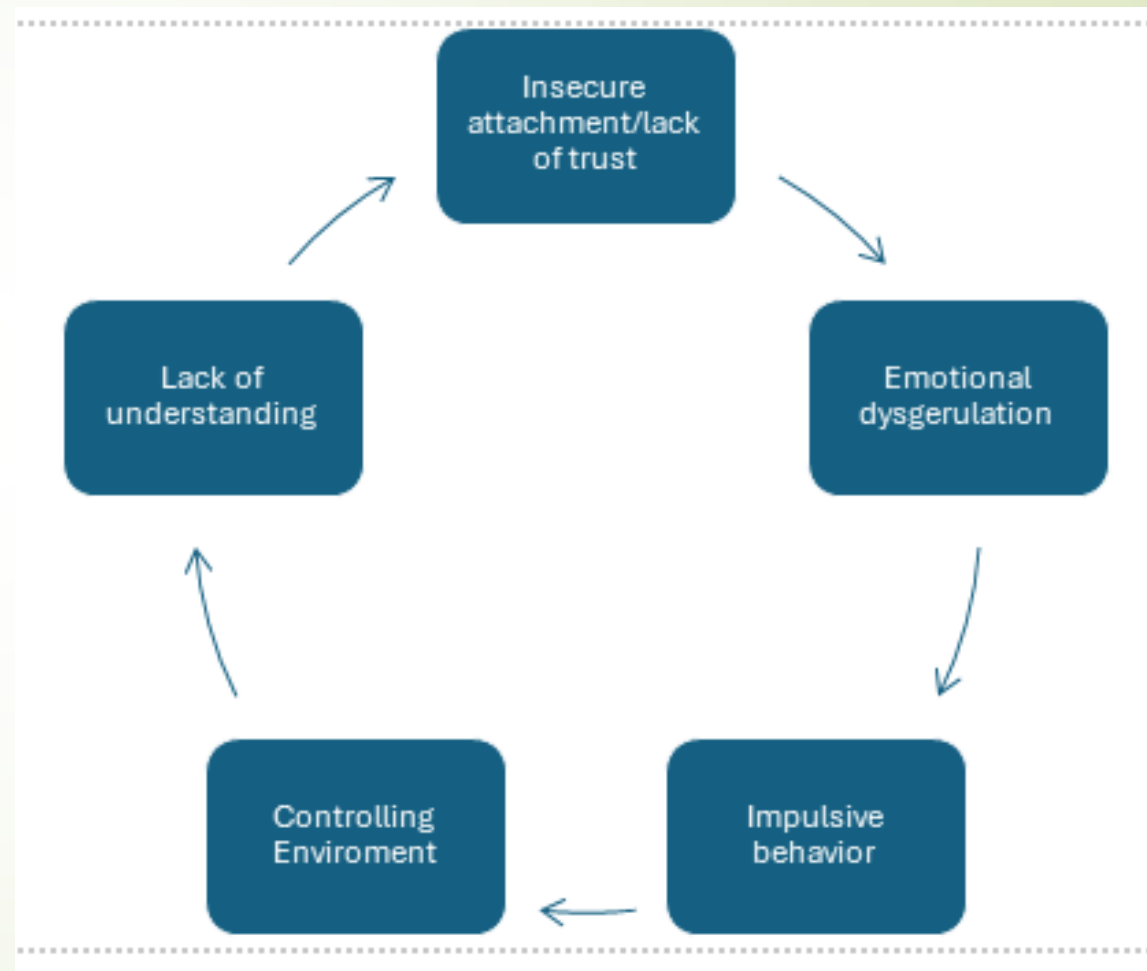 Insecure
attachment/lack
of trust
Emotional
dysgerulation
Impulsive
behavior
Controlling
Enviroment
Lack of
understanding